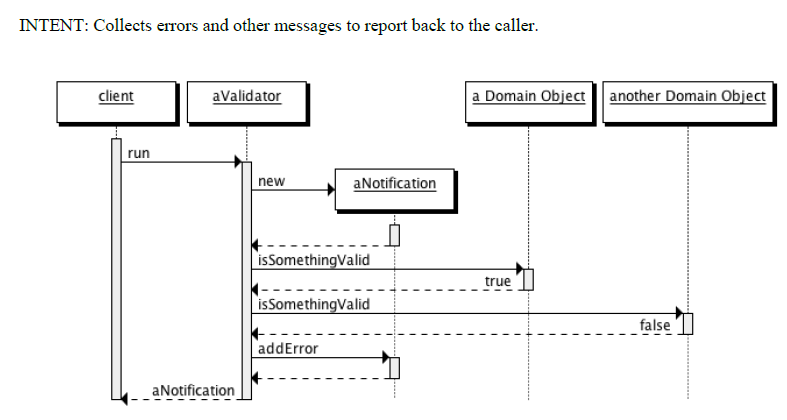 INTENT: Collects errors and other messages to report back to the caller.
client
aValidator
a Domain Object
another Domain Object
run
new
aNotification
isSomethingValid
true
isSomethingValid
false
addError
aNotification